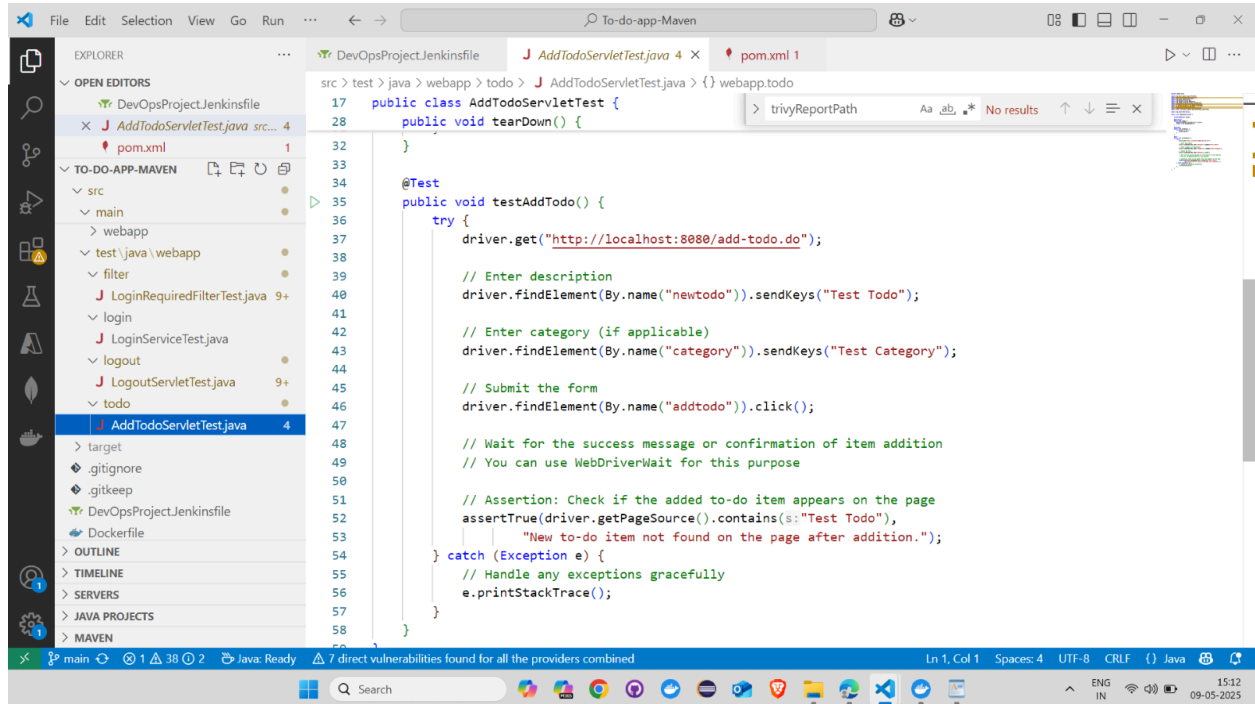 File Edit Selection View Go Run ··· To-do-app-Maven
EXPLORER ···
OPEN EDITORS
DevOpsProject.Jenkinsfile
AddTodoServletTest.java src... 4
pom.xml 1
TO-DO-APP-MAVEN
src
main
webapp
test\java\webapp
filter
LoginRequiredFilterTest.java 9+
login
LoginServiceTest.java
logout
LogoutServletTest.java 9+
todo
AddTodoServletTest.java 4
target
.gitignore
.gitkeep
DevOpsProject.Jenkinsfile
Dockerfile
OUTLINE
TIMELINE
SERVERS
JAVA PROJECTS
MAVEN
DevOpsProject.Jenkinsfile AddTodoServletTest.java 4 pom.xml 1
src > test > java > webapp > todo > J AddTodoServletTest.java > {} webapp.todo
trivyReportPath Aa ab No results
17 public class AddTodoServletTest {
28 public void tearDown() {
32 }
33
34 @Test
35 public void testAddTodo() {
36 try {
37 driver.get("http://localhost:8080/add-todo.do");
38
39 // Enter description
40 driver.findElement(By.name("newtodo")).sendKeys("Test Todo");
41
42 // Enter category (if applicable)
43 driver.findElement(By.name("category")).sendKeys("Test Category");
44
45 // Submit the form
46 driver.findElement(By.name("addtodo")).click();
47
48 // Wait for the success message or confirmation of item addition
49 // You can use WebDriverWait for this purpose
50
51 // Assertion: Check if the added to-do item appears on the page
52 assertTrue(driver.getPageSource().contains(s:"Test Todo"),
53 "New to-do item not found on the page after addition.");
54 } catch (Exception e) {
55 // Handle any exceptions gracefully
56 e.printStackTrace();
57 }
58 }
main 1 38 2 Java: Ready 7 direct vulnerabilities found for all the providers combined Ln 1, Col 1 Spaces: 4 UTF-8 CRLF {} Java
Search ENG IN 15:12 09-05-2025